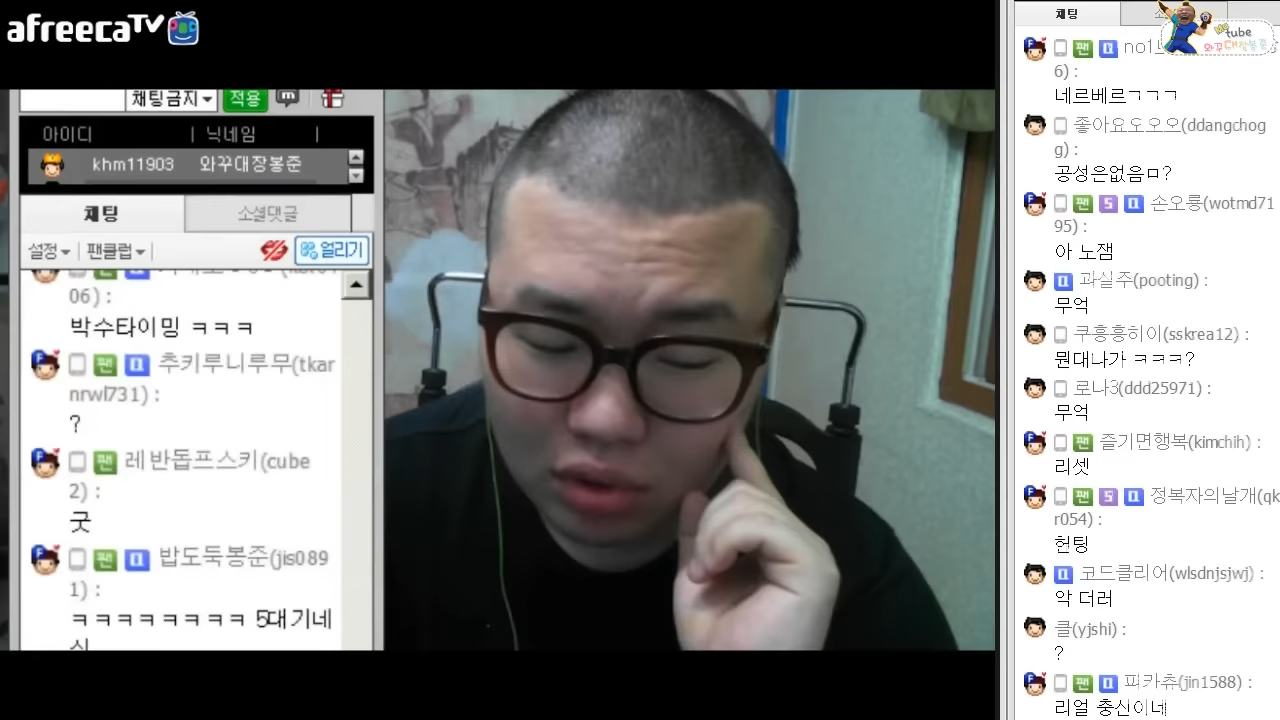 afreecaTV
채팅금지 적용
아이디 닉네임
khm11903 와꾸대장봉준
채팅 소셜댓글
설정 팬클럽 얼리기
06) :
박수타이밍 ㅋㅋㅋ
추키루니루무(tkar
nrwl731) :
?
레반돕프스키(cube
2) :
굿
밥도둑봉준(jis089
1) :
ㅋㅋㅋㅋㅋㅋㅋㅋ 5대기네
채팅
tube
와꾸대장봉준
6) :
네르베르ㄱㄱㄱ
좋아요오오오(ddangchog
g) :
공성은없음ㅁ?
손오룡(wotmd71
95) :
아 노잼
과실주(pooting) :
무억
쿠흥흥히이(sskrea12) :
뭔대나가 ㅋㅋㅋ?
로나3(ddd25971) :
무억
즐기면행복(kimchih) :
리셋
정복자의날개(qk
r054) :
헌팅
코드클리어(wlsdnjsjwj) :
악 더러
클(yjshi) :
?
피카츄(jin1588) :
리얼 충신이네